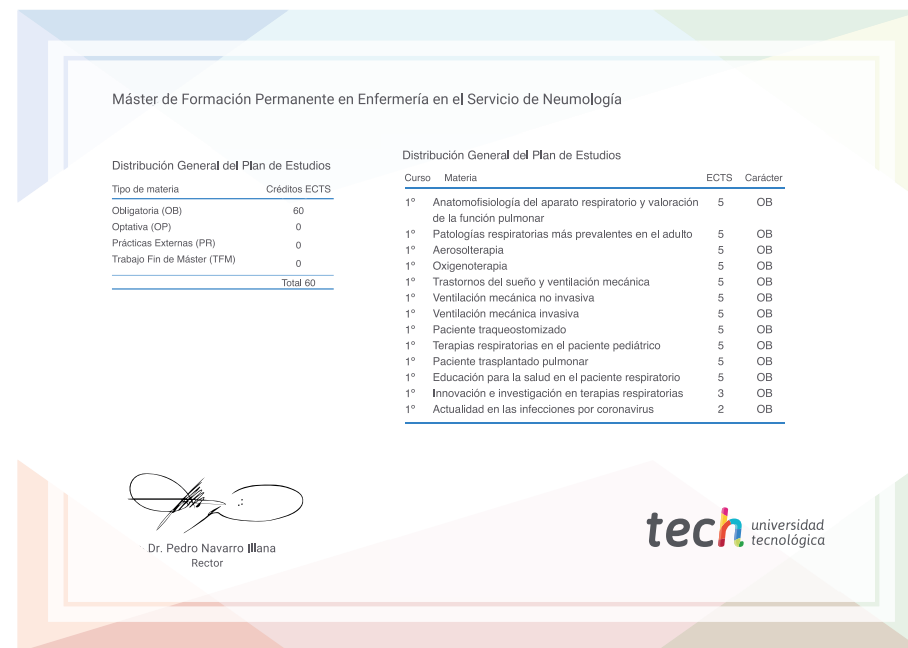 Máster de Formación Permanente en Enfermería en el Servicio de Neumología
Distribución General del Plan de Estudios
Tipo de materia Créditos ECTS
Obligatoria (OB) 60
Optativa (OP) 0
Prácticas Externas (PR) 0
Trabajo Fin de Máster (TFM) 0
Total 60
Distribución General del Plan de Estudios
Curso Materia ECTS Carácter
1º Anatomofisiología del aparato respiratorio y valoración 5 OB
de la función pulmonar
1º Patologías respiratorias más prevalentes en el adulto 5 OB
1º Aerosolterapia 5 OB
1º Oxigenoterapia 5 OB
1º Trastornos del sueño y ventilación mecánica 5 OB
1º Ventilación mecánica no invasiva 5 OB
1º Ventilación mecánica invasiva 5 OB
1º Paciente traqueostomizado 5 OB
1º Terapias respiratorias en el paciente pediátrico 5 OB
1º Paciente trasplantado pulmonar 5 OB
1º Educación para la salud en el paciente respiratorio 5 OB
1º Innovación e investigación en terapias respiratorias 3 OB
1º Actualidad en las infecciones por coronavirus 2 OB
Dr. Pedro Navarro Illana
Rector
tech universidad
tecnológica